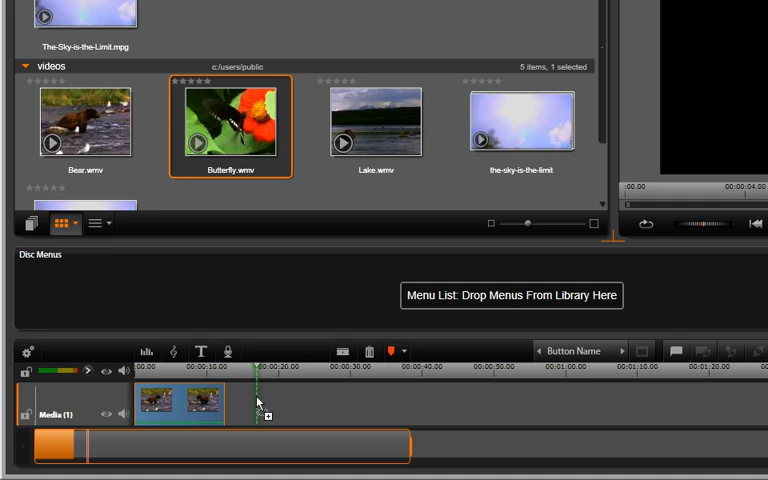 The-Sky-is-the-Limit.mpg
videos c:/users/public 5 items, 1 selected
Bear.wmv Butterfly.wmv Lake.wmv the-sky-is-the-limit
:00.00 00:00:04.00
Disc Menus
Menu List: Drop Menus From Library Here
T Button Name
00.00 00:00:10.00 00:00:20.00 00:00:30.00 00:00:40.00 00:00:50.00 00:01:00.00 00:01:10.00 00:01:20.00
Media (1)